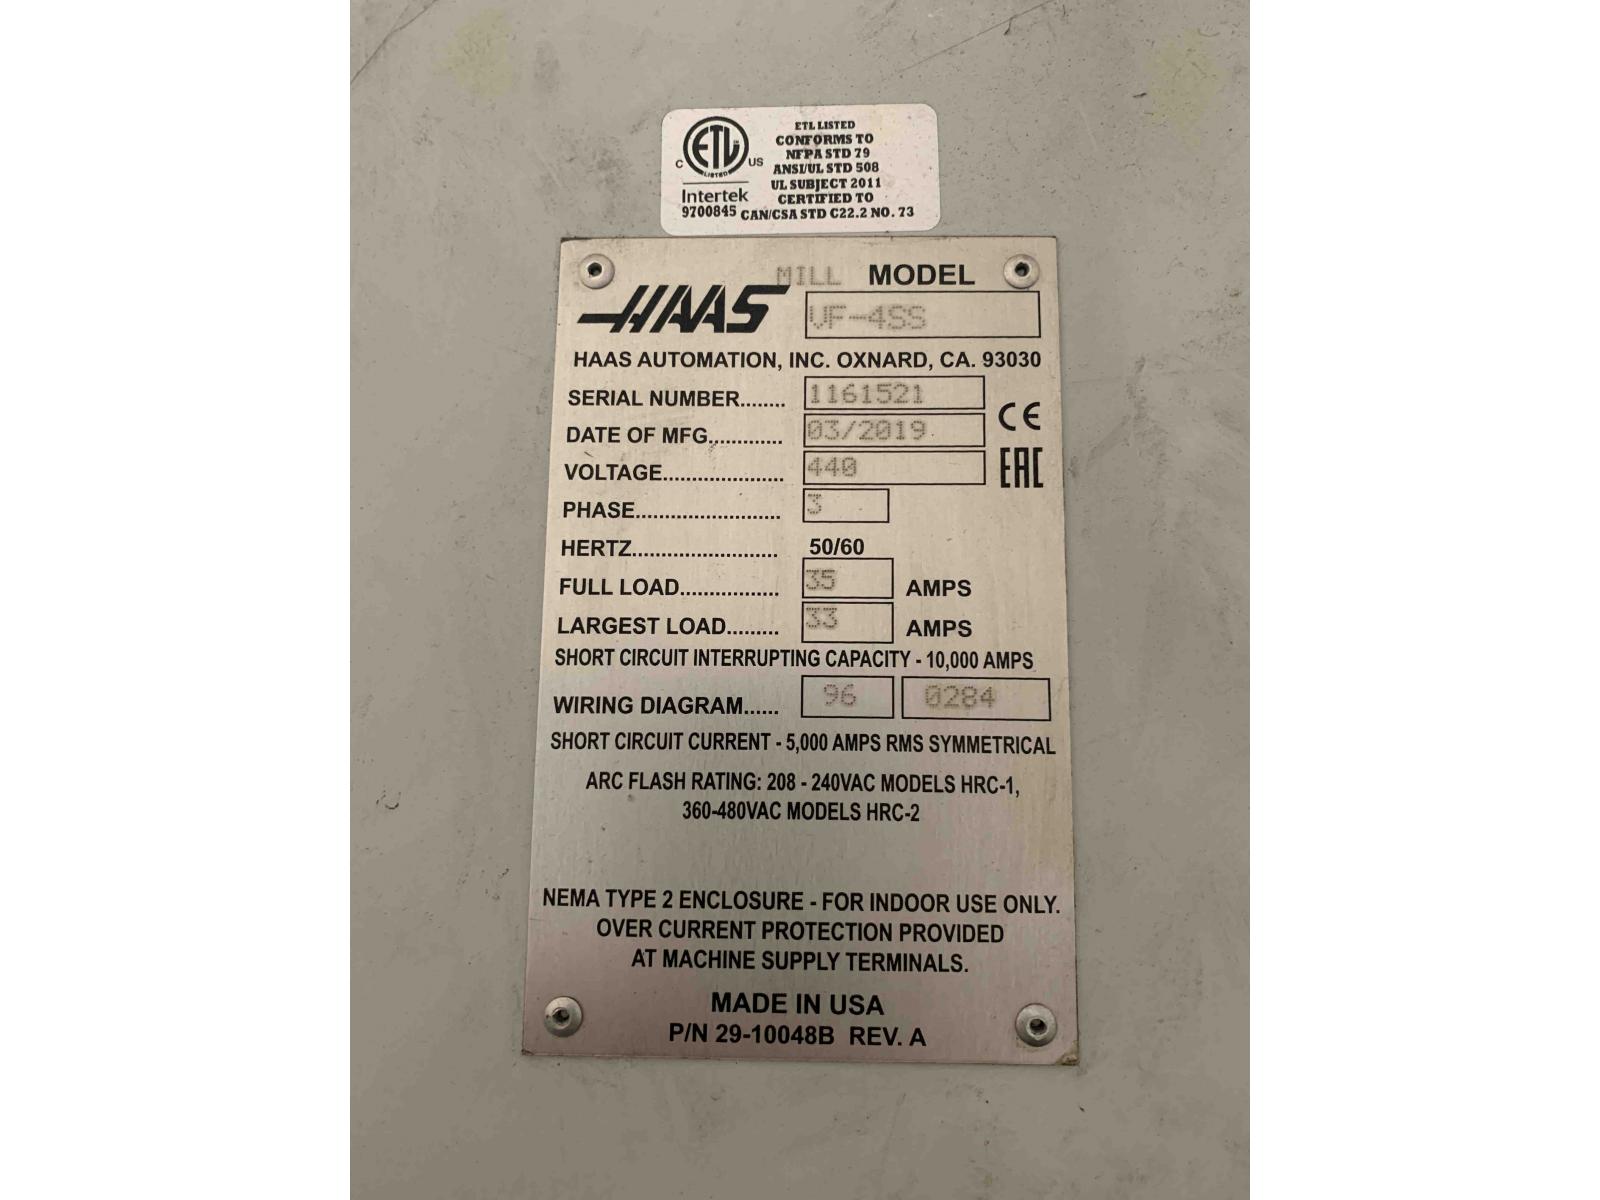 ETL LISTED
CONFORMS TO
NFPA STD 79
ANSI/UL STD 508
UL SUBJECT 2011
CERTIFIED TO
CAN/CSA STD C22.2 NO. 73
C ETL US
LISTED
Intertek
9700845
MILL MODEL
HAAS VF-4SS
HAAS AUTOMATION, INC. OXNARD, CA. 93030
SERIAL NUMBER........ 1161521
DATE OF MFG............. 03/2019
CE
VOLTAGE..................... 440
EAC
PHASE......................... 3
HERTZ......................... 50/60
FULL LOAD................. 35 AMPS
LARGEST LOAD......... 33 AMPS
SHORT CIRCUIT INTERRUPTING CAPACITY - 10,000 AMPS
WIRING DIAGRAM...... 96 0284
SHORT CIRCUIT CURRENT - 5,000 AMPS RMS SYMMETRICAL
ARC FLASH RATING: 208 - 240VAC MODELS HRC-1,
360-480VAC MODELS HRC-2
NEMA TYPE 2 ENCLOSURE - FOR INDOOR USE ONLY.
OVER CURRENT PROTECTION PROVIDED
AT MACHINE SUPPLY TERMINALS.
MADE IN USA
P/N 29-10048B REV. A